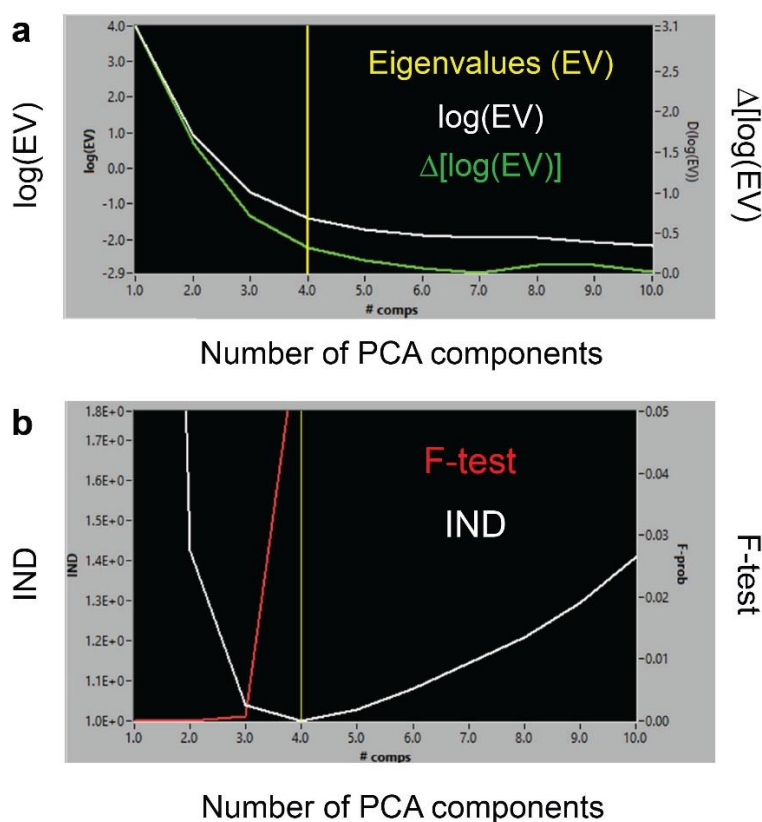 a
log(EV)
log(EV)
4.0
3.0
2.0
1.0
0.0
-1.0
-2.0
-2.9
Eigenvalues (EV)
log(EV)
Δ[log(EV)]
3.1
2.5
2.0
1.5
1.0
0.5
0.0
D(log(EV))
Δ[log(EV)]
1.0 2.0 3.0 4.0 5.0 6.0 7.0 8.0 9.0 10.0
# comps
Number of PCA components
b
IND
IND
1.8E+0
1.7E+0
1.6E+0
1.5E+0
1.4E+0
1.3E+0
1.2E+0
1.1E+0
1.0E+0
F-test
IND
0.05
0.04
0.03
0.02
0.01
0.00
F-prob
F-test
1.0 2.0 3.0 4.0 5.0 6.0 7.0 8.0 9.0 10.0
# comps
Number of PCA components